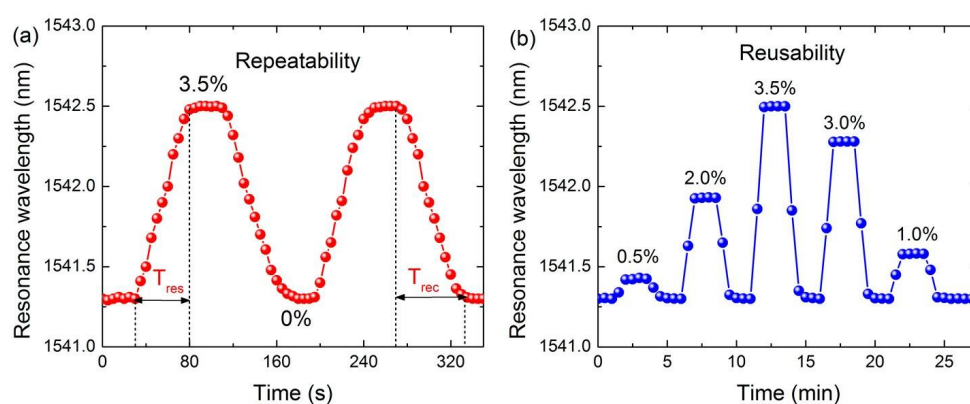 (a)
Resonance wavelength (nm)
1543.0
1542.5
1542.0
1541.5
1541.0
Repeatability
3.5%
T_res
0%
T_rec
0 80 160 240 320
Time (s)
(b)
Resonance wavelength (nm)
1543.0
1542.5
1542.0
1541.5
1541.0
Reusability
0.5%
2.0%
3.5%
3.0%
1.0%
0 5 10 15 20 25
Time (min)